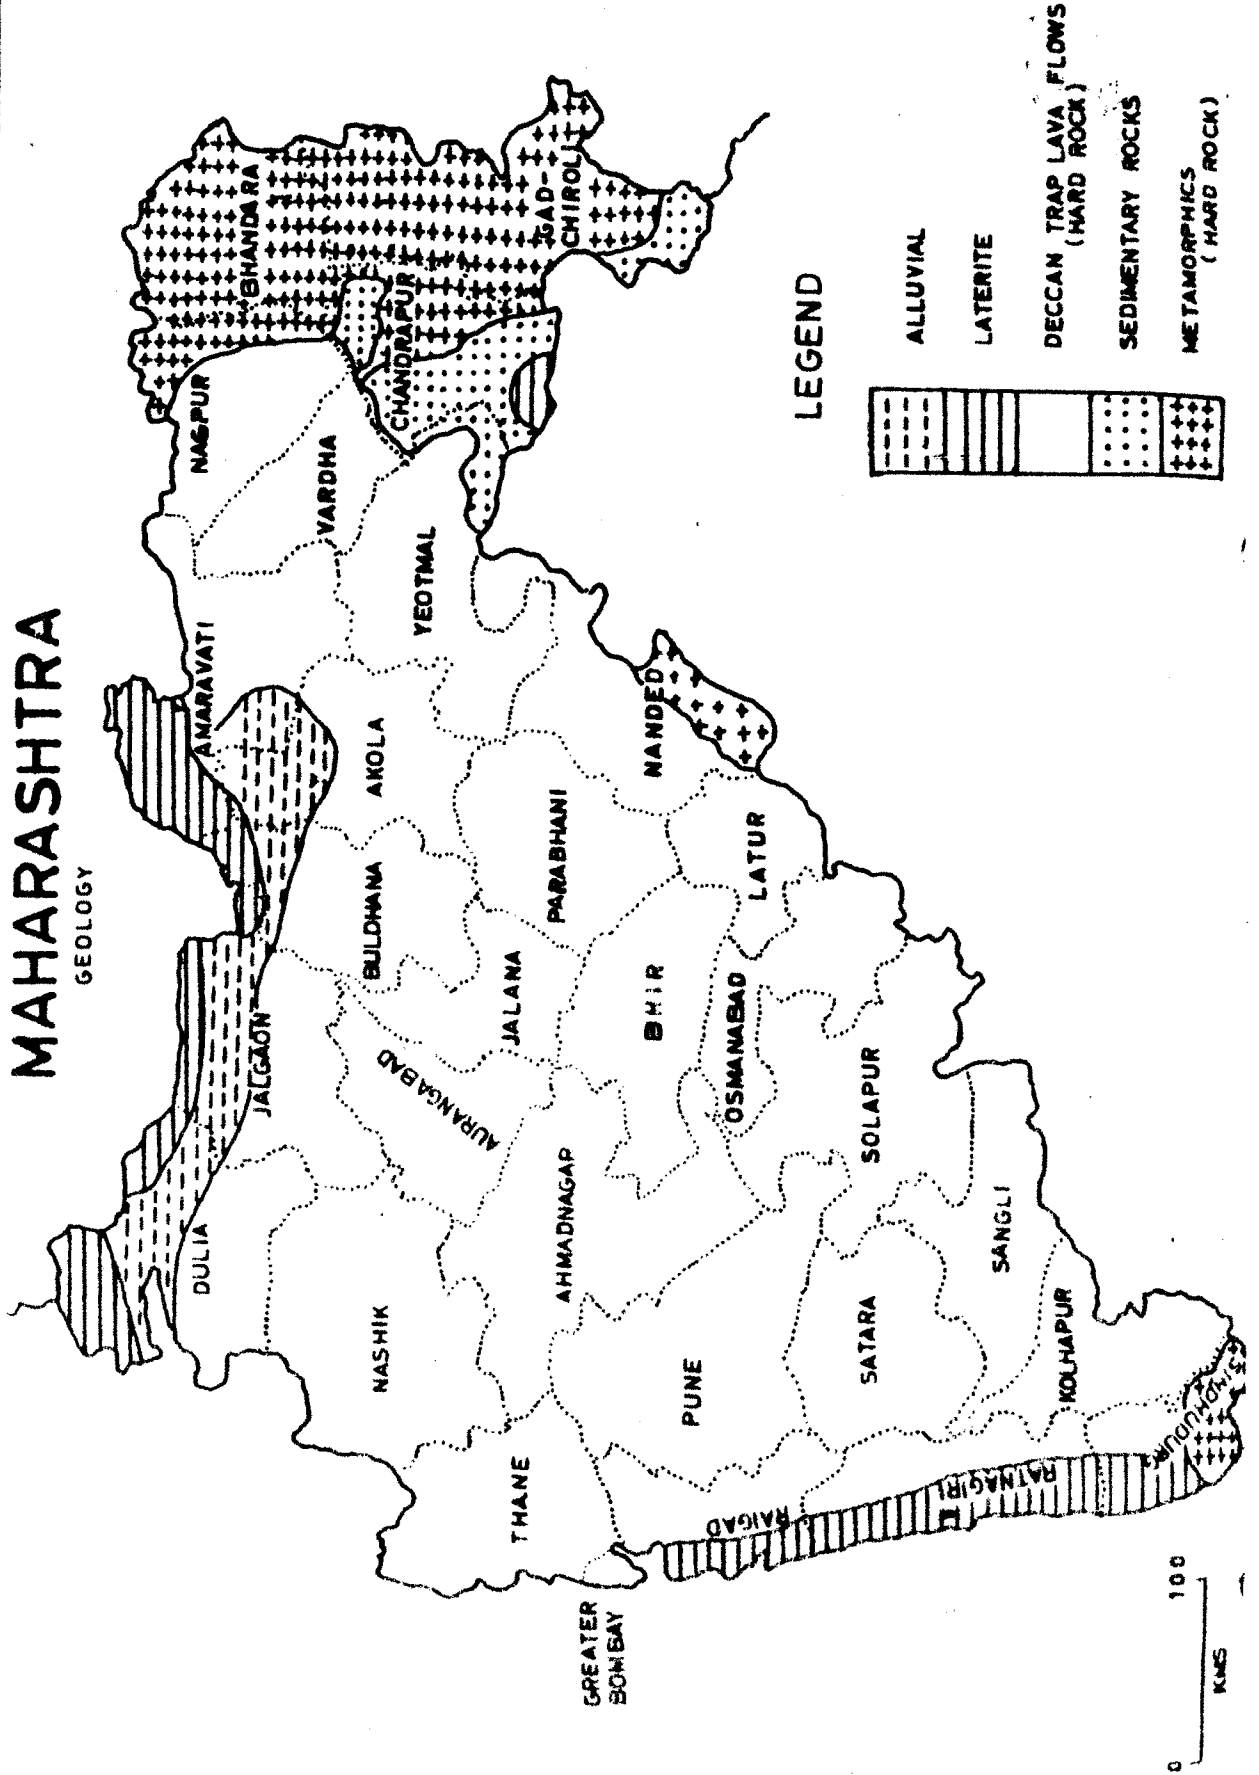 MAHARASHTRA
GEOLOGY
DULIA
JALGAON
AMARAVATI
NAGPUR
BHANDARA
NASHIK
AURANGABAD
BULDHANA
AKOLA
VARDHA
YEOTMAL
CHANDRAPUR
GAD-
CHIROLI
THANE
AHMADNAGAR
JALANA
PARABHANI
NANDED
GREATER
BOMBAY
PUNE
BHIR
LATUR
OSMANABAD
RAIGAD
SATARA
SOLAPUR
SANGLI
RATNAGIRI
KOLHAPUR
SINDHUDURG
LEGEND
ALLUVIAL
LATERITE
DECCAN TRAP LAVA FLOWS
(HARD ROCK)
SEDIMENTARY ROCKS
METAMORPHICS
(HARD ROCK)
0 100
KMS